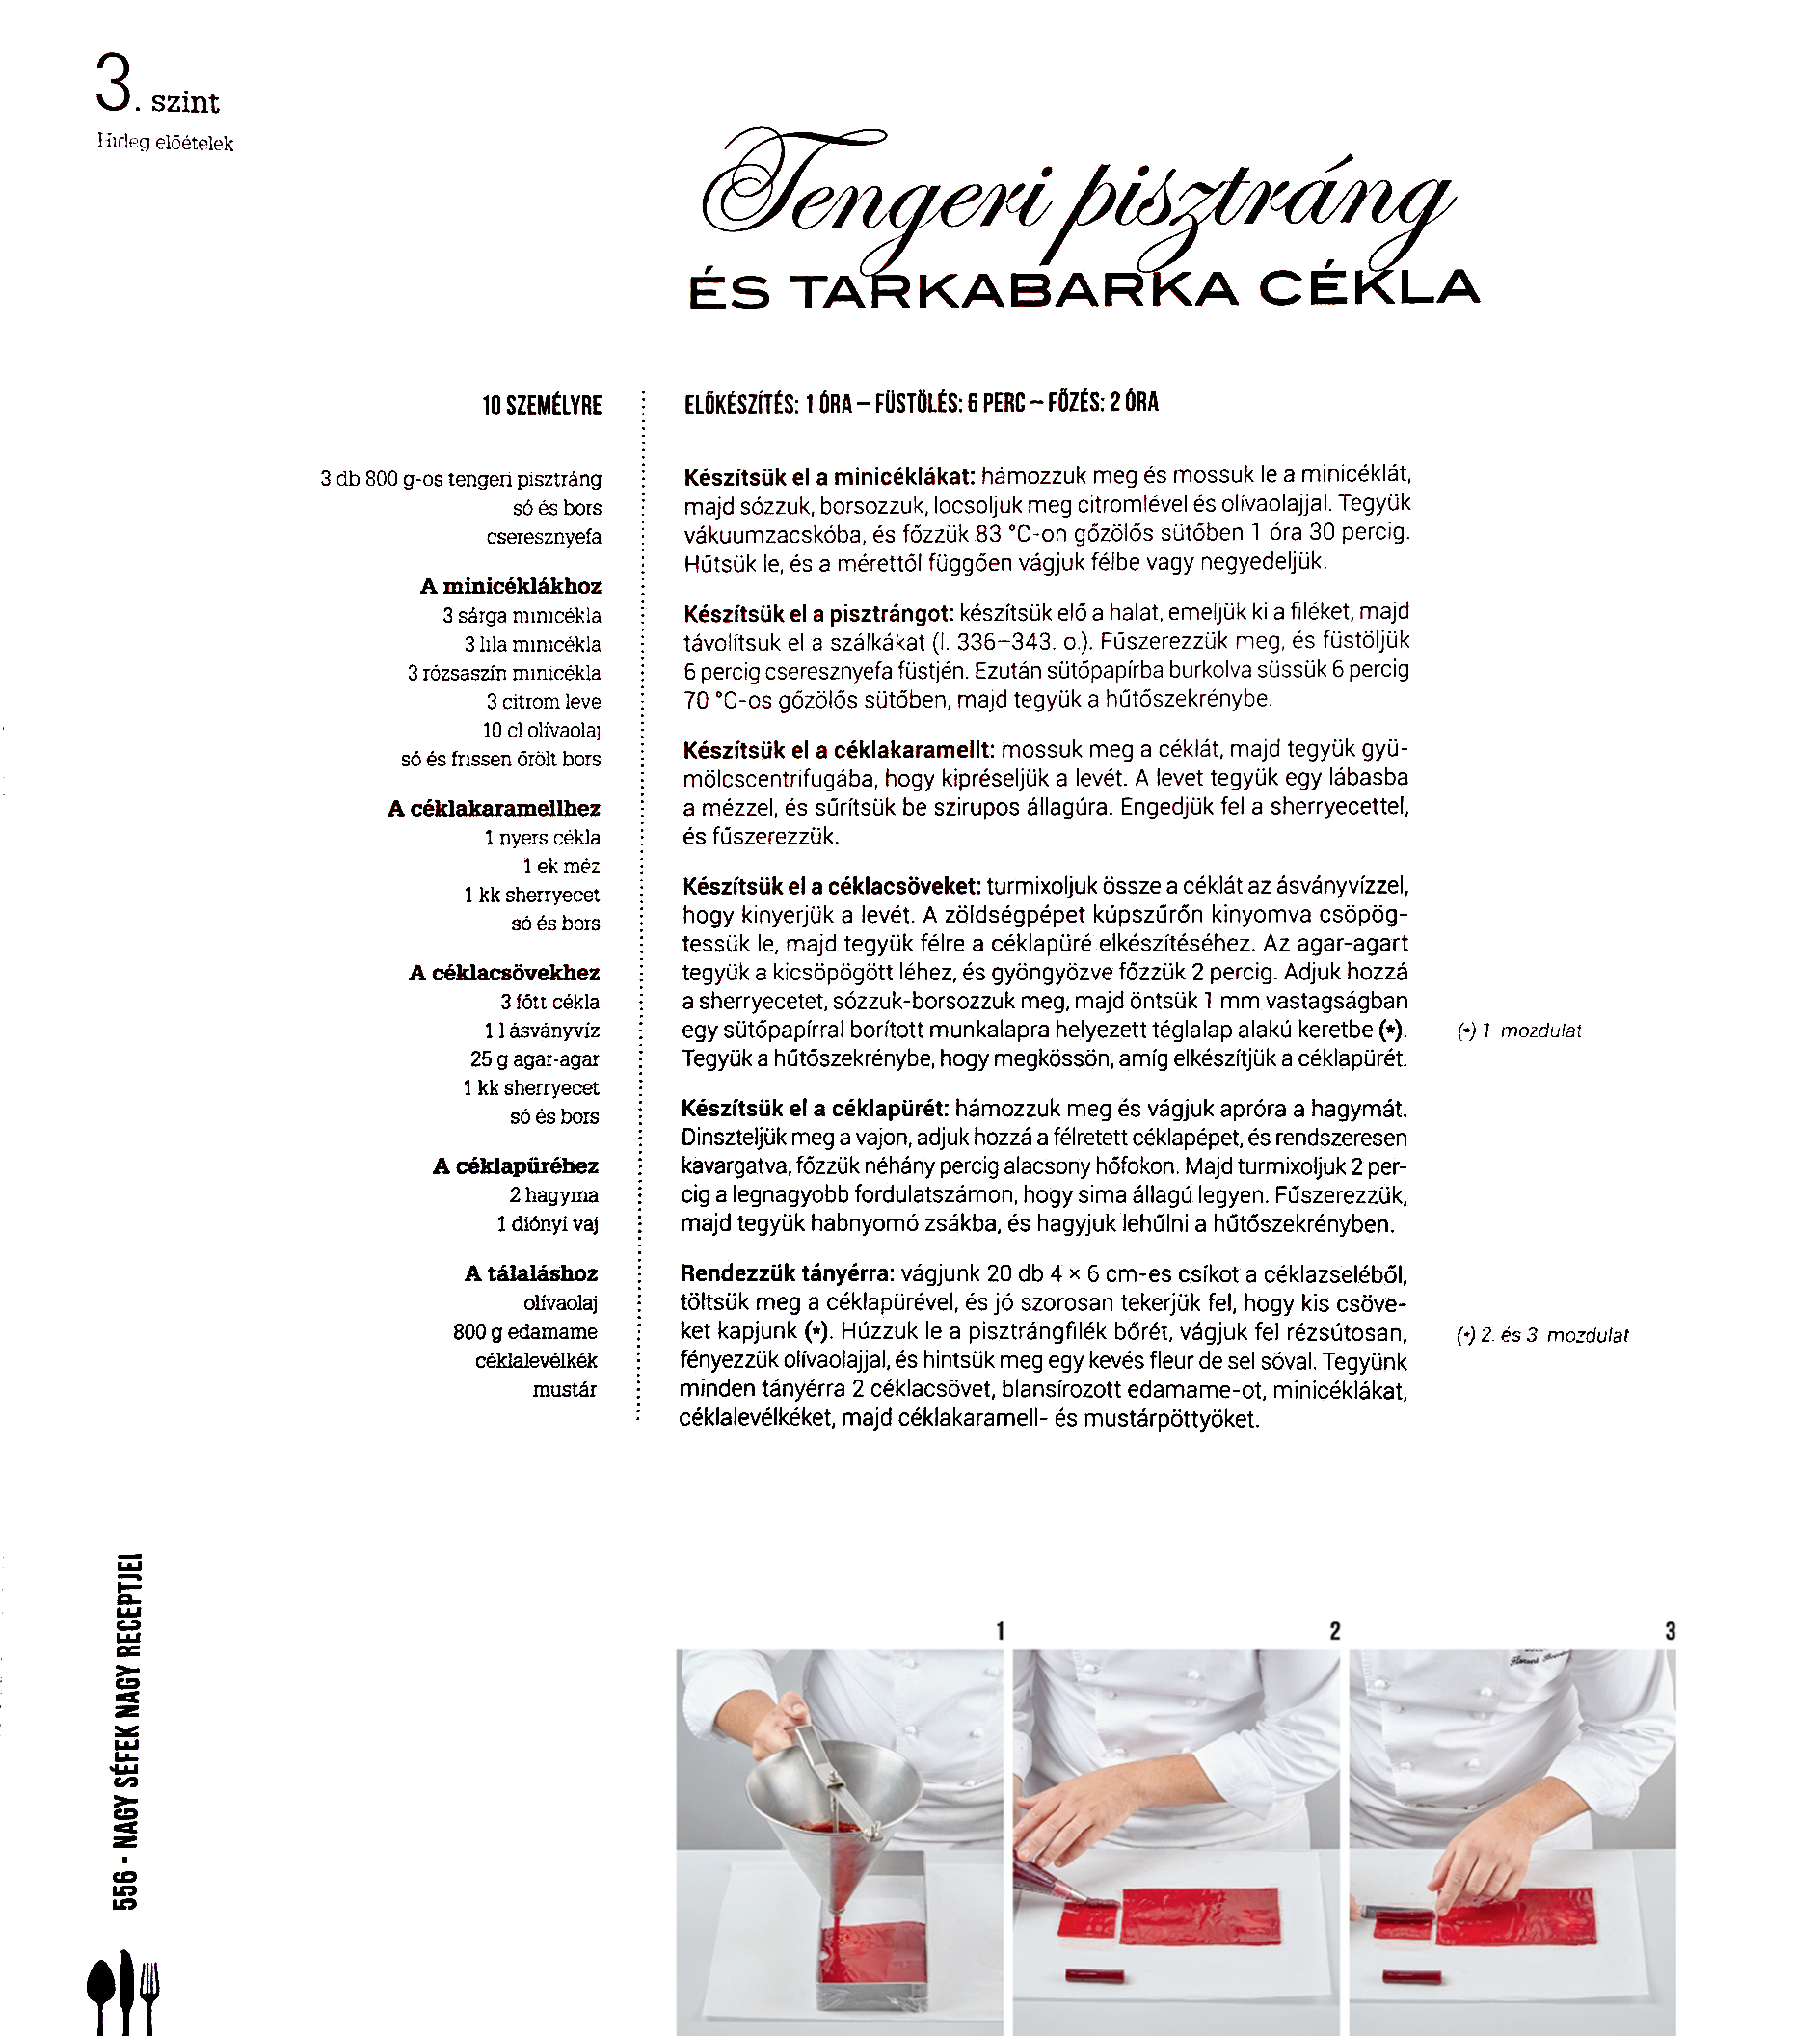 3. szint
Hideg előételek
Tengeri pisztráng
ÉS TARKABARKA CÉKLA
10 SZEMÉLYRE
3 db 800 g-os tengeri pisztráng
só és bors
cseresznyefa
A minicéklákhoz
3 sárga minicékla
3 lila minicékla
3 rózsaszín minicékla
3 citrom leve
10 cl olívaolaj
só és frissen őrölt bors
A céklakaramellhez
1 nyers cékla
1 ek méz
1 kk sherryecet
só és bors
A céklacsövekhez
3 főtt cékla
1 l ásványvíz
25 g agar-agar
1 kk sherryecet
só és bors
A céklapüréhez
2 hagyma
1 diónyi vaj
A tálaláshoz
olívaolaj
800 g edamame
céklalevélkék
mustár
ELŐKÉSZÍTÉS: 1 ÓRA – FÜSTÖLÉS: 6 PERC – FŐZÉS: 2 ÓRA
Készítsük el a minicéklákat: hámozzuk meg és mossuk le a minicéklát,
majd sózzuk, borsozzuk, locsoljuk meg citromlével és olívaolajjal. Tegyük
vákuumzacskóba, és főzzük 83 °C-on gőzölős sütőben 1 óra 30 percig.
Hűtsük le, és a mérettől függően vágjuk félbe vagy negyedeljük.
Készítsük el a pisztrángot: készítsük elő a halat, emeljük ki a filéket, majd
távolítsuk el a szálkákat (l. 336–343. o.). Fűszerezzük meg, és füstöljük
6 percig cseresznyefa füstjén. Ezután sütőpapírba burkolva süssük 6 percig
70 °C-os gőzölős sütőben, majd tegyük a hűtőszekrénybe.
Készítsük el a céklakaramellt: mossuk meg a céklát, majd tegyük gyü-
mölcscentrifugába, hogy kipréseljük a levét. A levet tegyük egy lábasba
a mézzel, és sűrítsük be szirupos állagúra. Engedjük fel a sherryecettel,
és fűszerezzük.
Készítsük el a céklacsöveket: turmixoljuk össze a céklát az ásványvízzel,
hogy kinyerjük a levét. A zöldségpépet kúpszűrőn kinyomva csöpög-
tessük le, majd tegyük félre a céklapüré elkészítéséhez. Az agar-agart
tegyük a kicsöpögött léhez, és gyöngyözve főzzük 2 percig. Adjuk hozzá
a sherryecetet, sózzuk-borsozzuk meg, majd öntsük 1 mm vastagságban
egy sütőpapírral borított munkalapra helyezett téglalap alakú keretbe (*).
Tegyük a hűtőszekrénybe, hogy megkössön, amíg elkészítjük a céklapürét.
(*) 1 mozdulat
Készítsük el a céklapürét: hámozzuk meg és vágjuk apróra a hagymát.
Dinszteljük meg a vajon, adjuk hozzá a félretett céklapépet, és rendszeresen
kavargatva, főzzük néhány percig alacsony hőfokon. Majd turmixoljuk 2 per-
cig a legnagyobb fordulatszámon, hogy sima állagú legyen. Fűszerezzük,
majd tegyük habnyomó zsákba, és hagyjuk lehűlni a hűtőszekrényben.
Rendezzük tányérra: vágjunk 20 db 4 × 6 cm-es csíkot a céklazseléből,
töltsük meg a céklapürével, és jó szorosan tekerjük fel, hogy kis csöve-
ket kapjunk (*). Húzzuk le a pisztrángfilék bőrét, vágjuk fel rézsútosan,
fényezzük olívaolajjal, és hintsük meg egy kevés fleur de sel sóval. Tegyünk
minden tányérra 2 céklacsövet, blansírozott edamame-ot, minicéklákat,
céklalevélkéket, majd céklakaramell- és mustárpöttyöket.
(*) 2. és 3 mozdulat
556 - NAGY SÉFEK NAGY RECEPTJEI
1
2
3